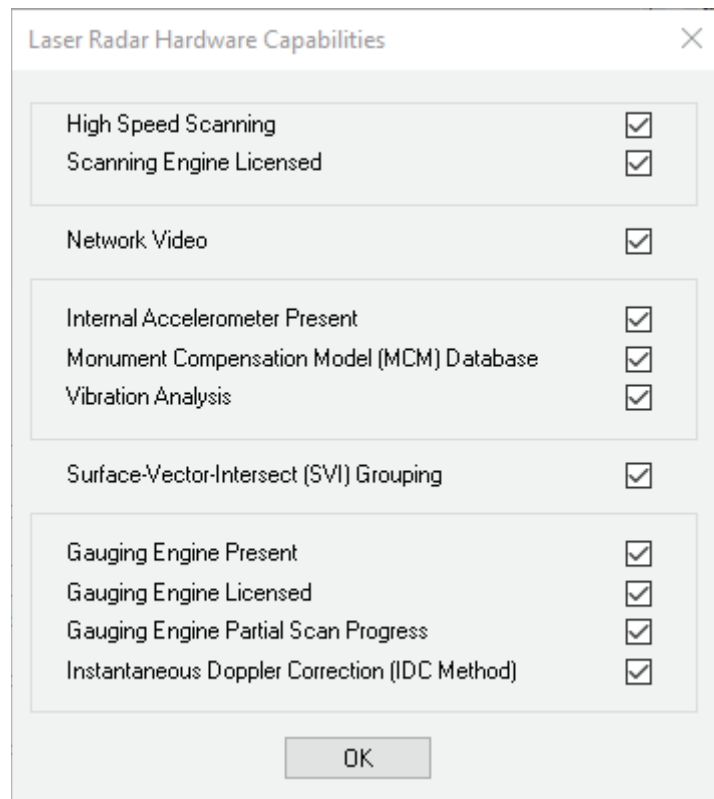 Laser Radar Hardware Capabilities
High Speed Scanning
Scanning Engine Licensed
Network Video
Internal Accelerometer Present
Monument Compensation Model (MCM) Database
Vibration Analysis
Surface-Vector-Intersect (SVI) Grouping
Gauging Engine Present
Gauging Engine Licensed
Gauging Engine Partial Scan Progress
Instantaneous Doppler Correction (IDC Method)
OK